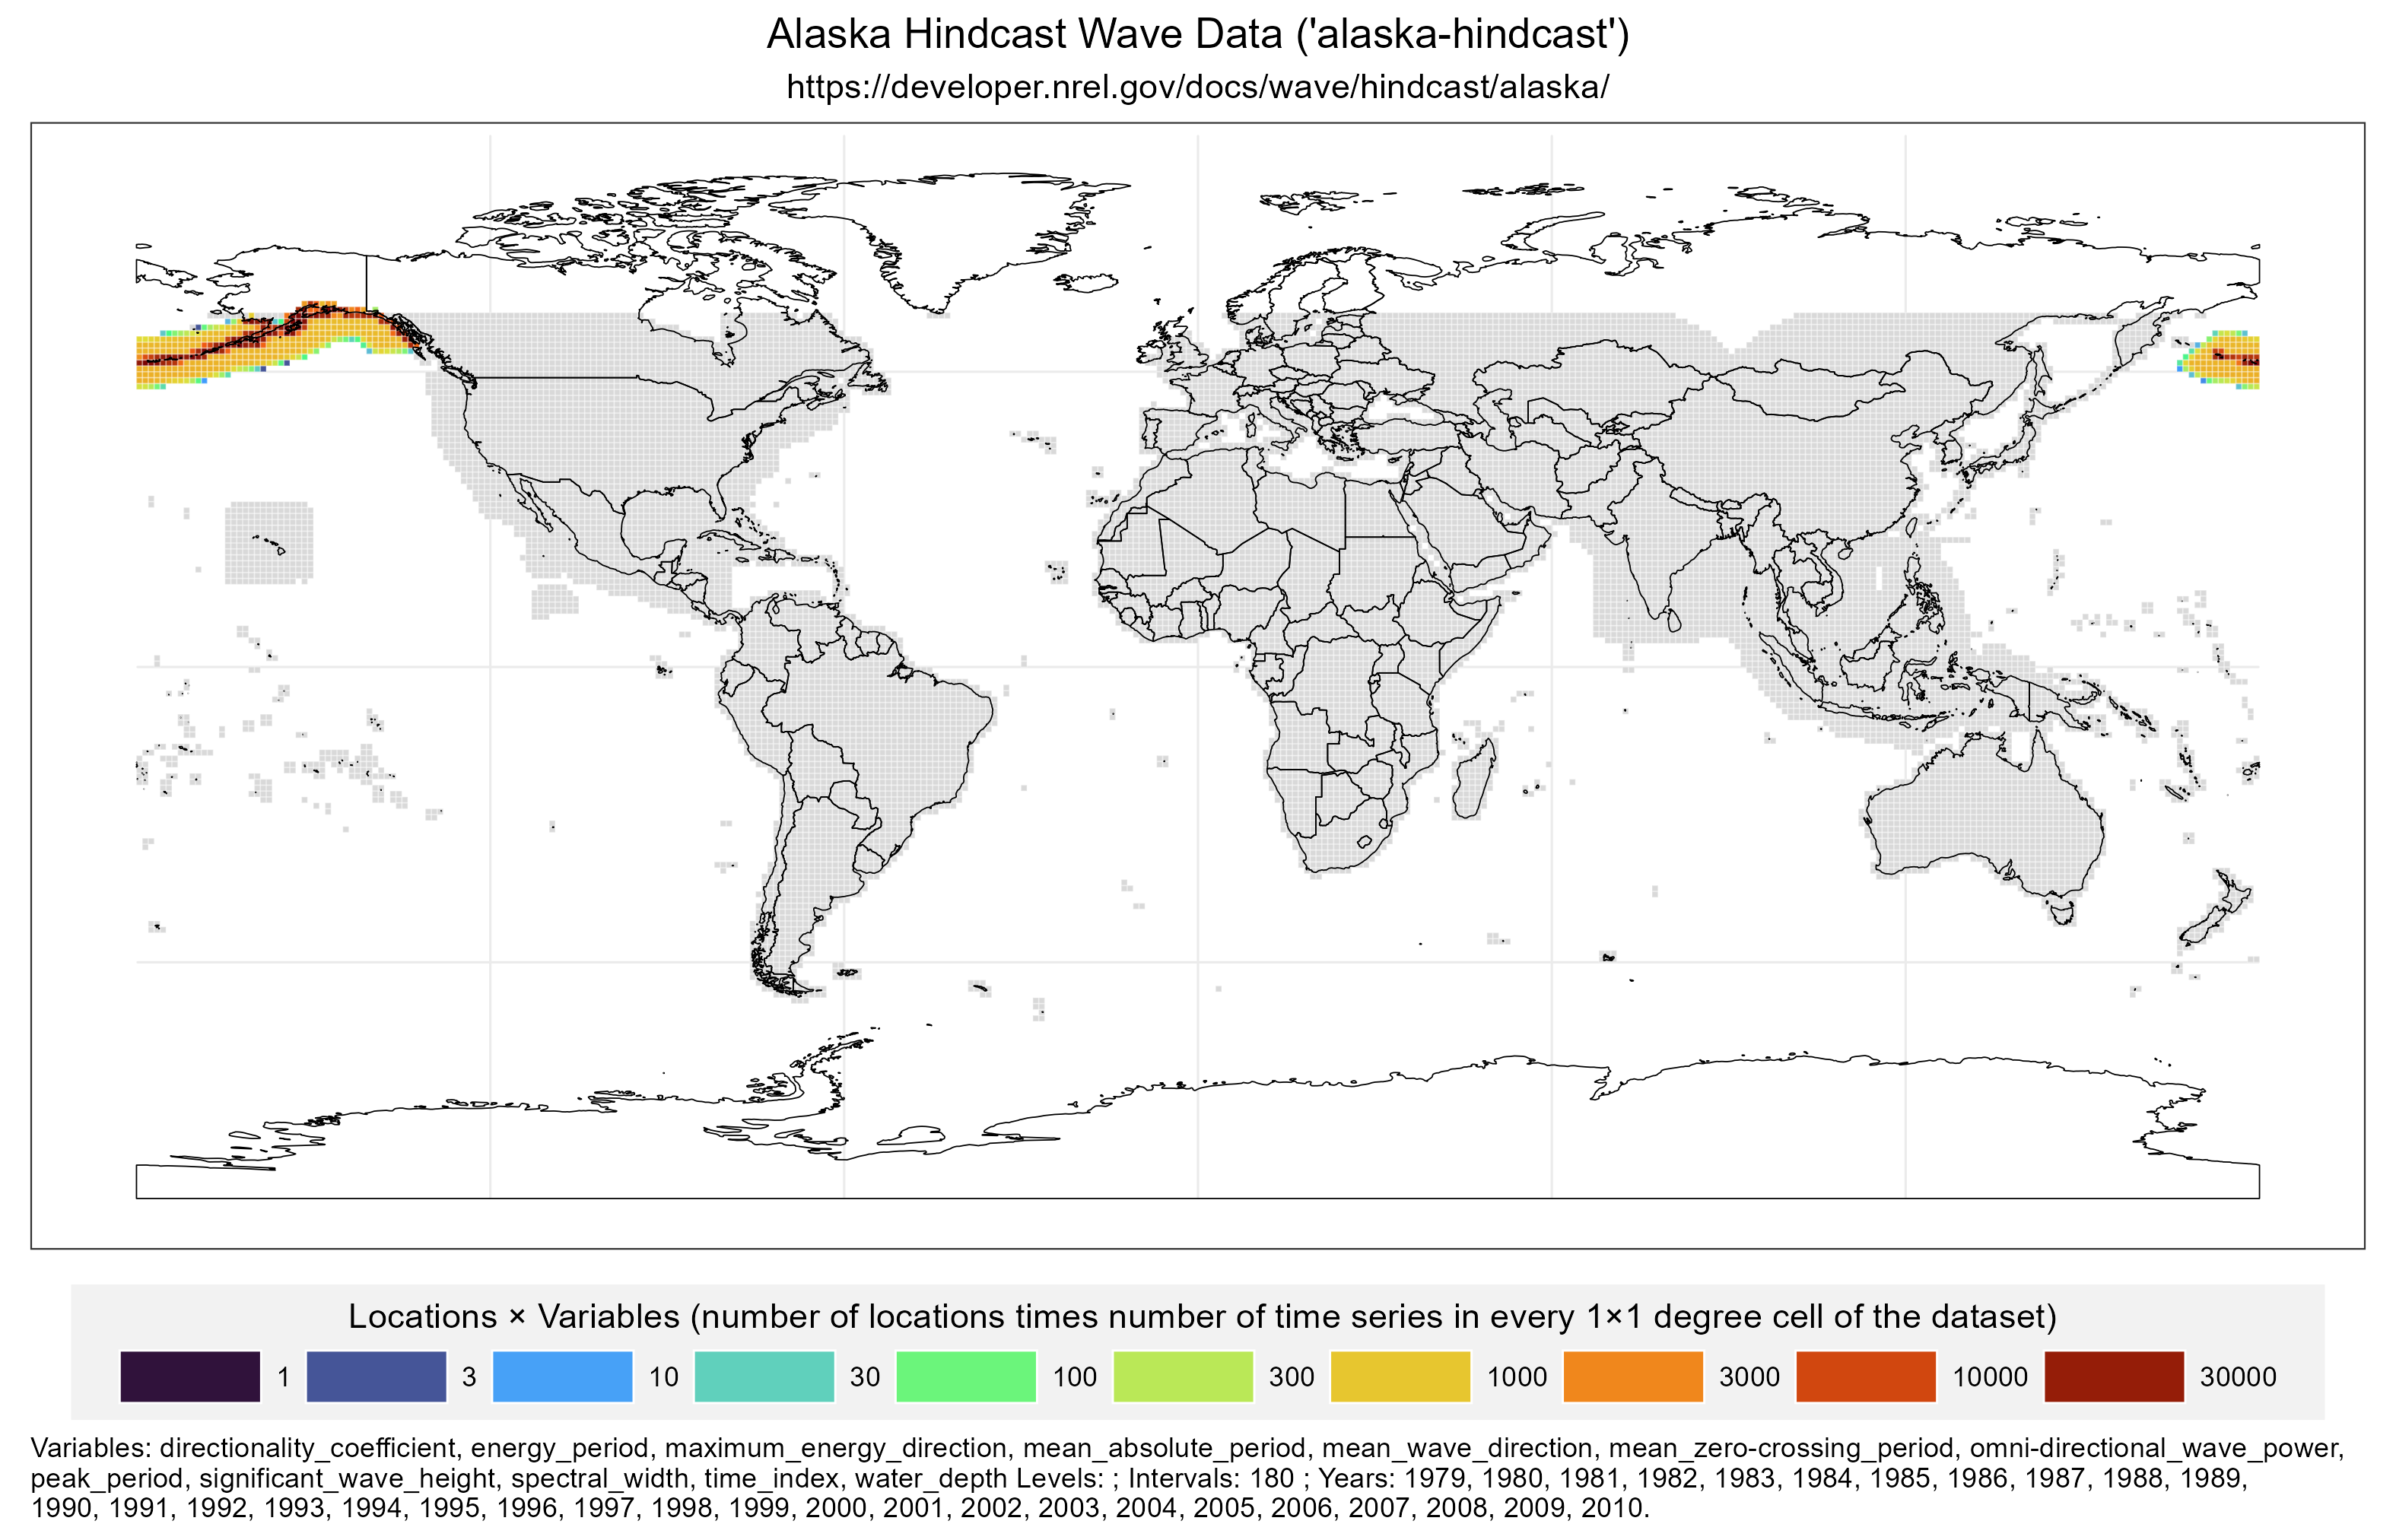 Alaska Hindcast Wave Data ('alaska-hindcast')
https://developer.nrel.gov/docs/wave/hindcast/alaska/
Locations × Variables (number of locations times number of time series in every 1×1 degree cell of the dataset)
1 3 10 30 100 300 1000 3000 10000 30000
Variables: directionality_coefficient, energy_period, maximum_energy_direction, mean_absolute_period, mean_wave_direction, mean_zero-crossing_period, omni-directional_wave_power,
peak_period, significant_wave_height, spectral_width, time_index, water_depth Levels: ; Intervals: 180 ; Years: 1979, 1980, 1981, 1982, 1983, 1984, 1985, 1986, 1987, 1988, 1989,
1990, 1991, 1992, 1993, 1994, 1995, 1996, 1997, 1998, 1999, 2000, 2001, 2002, 2003, 2004, 2005, 2006, 2007, 2008, 2009, 2010.